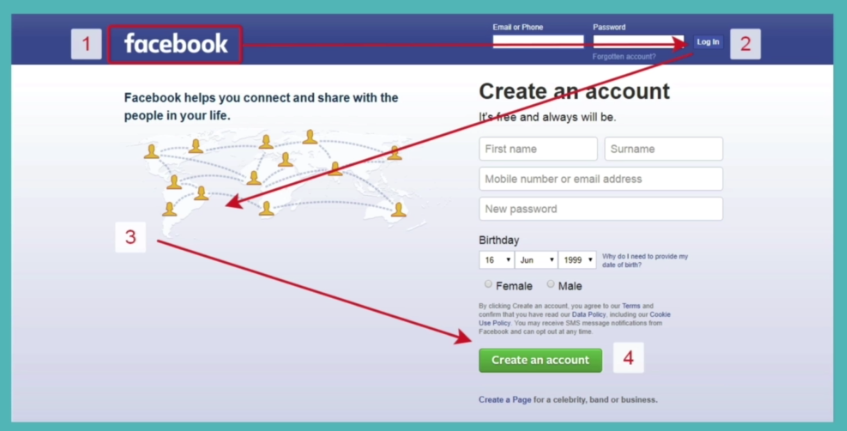 1
facebook
Email or Phone
Password
Log In
2
Forgotten account?
Facebook helps you connect and share with the
people in your life.
3
Create an account
It's free and always will be.
First name
Surname
Mobile number or email address
New password
Birthday
16
Jun
1999
Why do I need to provide my
date of birth?
Female
Male
By clicking Create an account, you agree to our Terms and
confirm that you have read our Data Policy, including our Cookie
Use Policy. You may receive SMS message notifications from
Facebook and can opt out at any time.
Create an account
4
Create a Page for a celebrity, band or business.